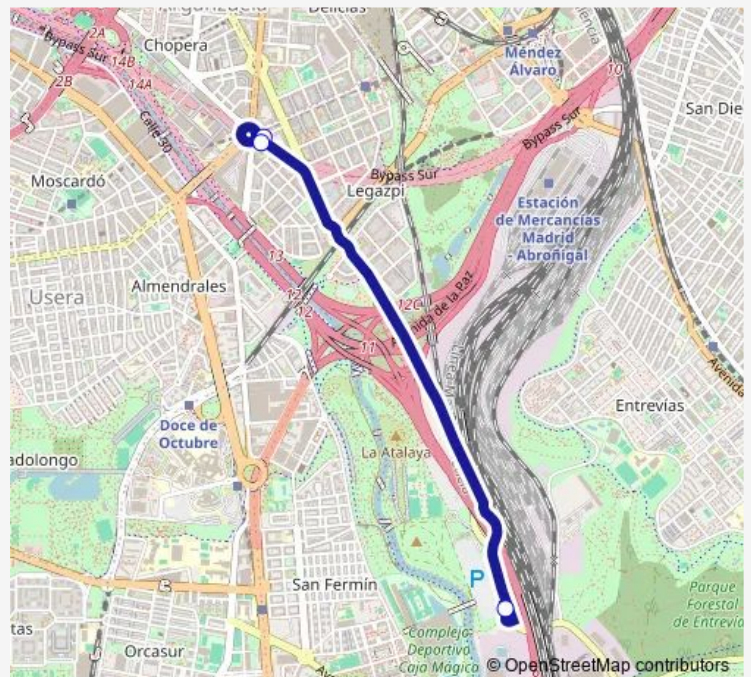 Delicias
Chopera
2A
Bypass Sur
14B
14A
2B
Méndez
Álvaro
10
San Die
Calle 30
Bypass Sur
Moscardó
Bypass Sur
Legazpi
Estación
de Mercancías
Madrid
- Abroñigal
13
Almendrales
Usera
12
12C
12
11
Avenida de la Paz
Avenida
Entrevías
Doce de
Octubre
La Atalaya
adolongo
P
San Fermín
Parque
Forestal
de Entrevía
tas
Orcasur
Complejo
Deportivo
Caja Mágica
© OpenStreetMap contributors